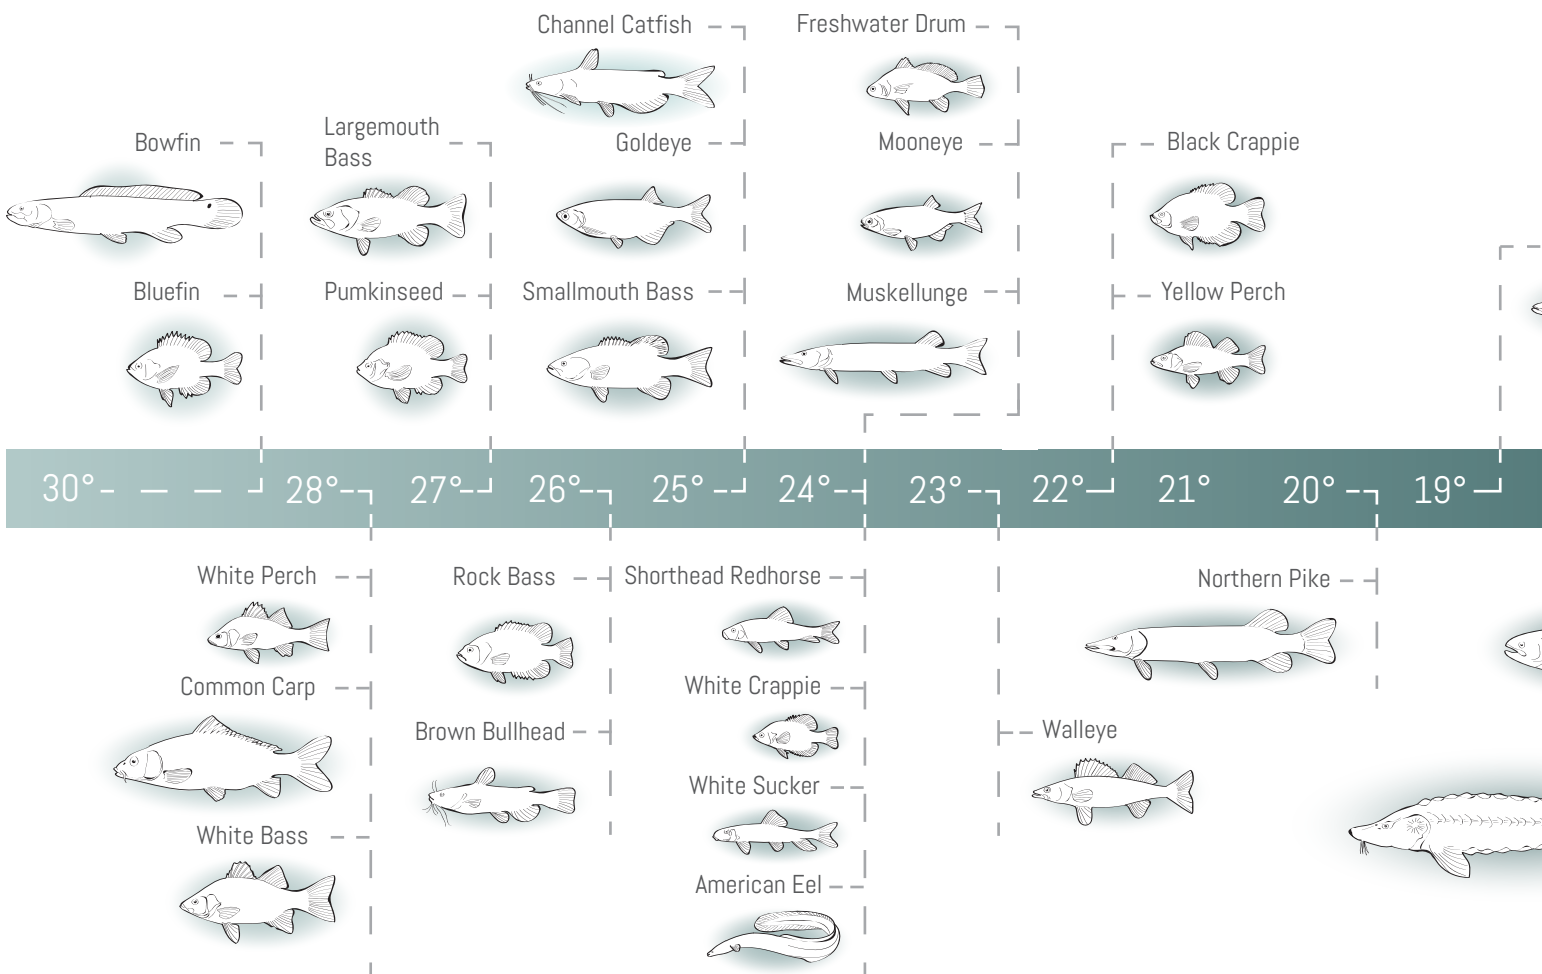 Channel Catfish
Freshwater Drum
Largemouth
Bass
Bowfin
Goldeye
Mooneye
Black Crappie
Bluefin
Pumkinseed
Smallmouth Bass
Muskellunge
Yellow Perch
30° 28° 27° 26° 25° 24° 23° 22° 21° 20° 19°
White Perch
Rock Bass
Shorthead Redhorse
Northern Pike
Common Carp
White Crappie
Brown Bullhead
Walleye
White Sucker
White Bass
American Eel